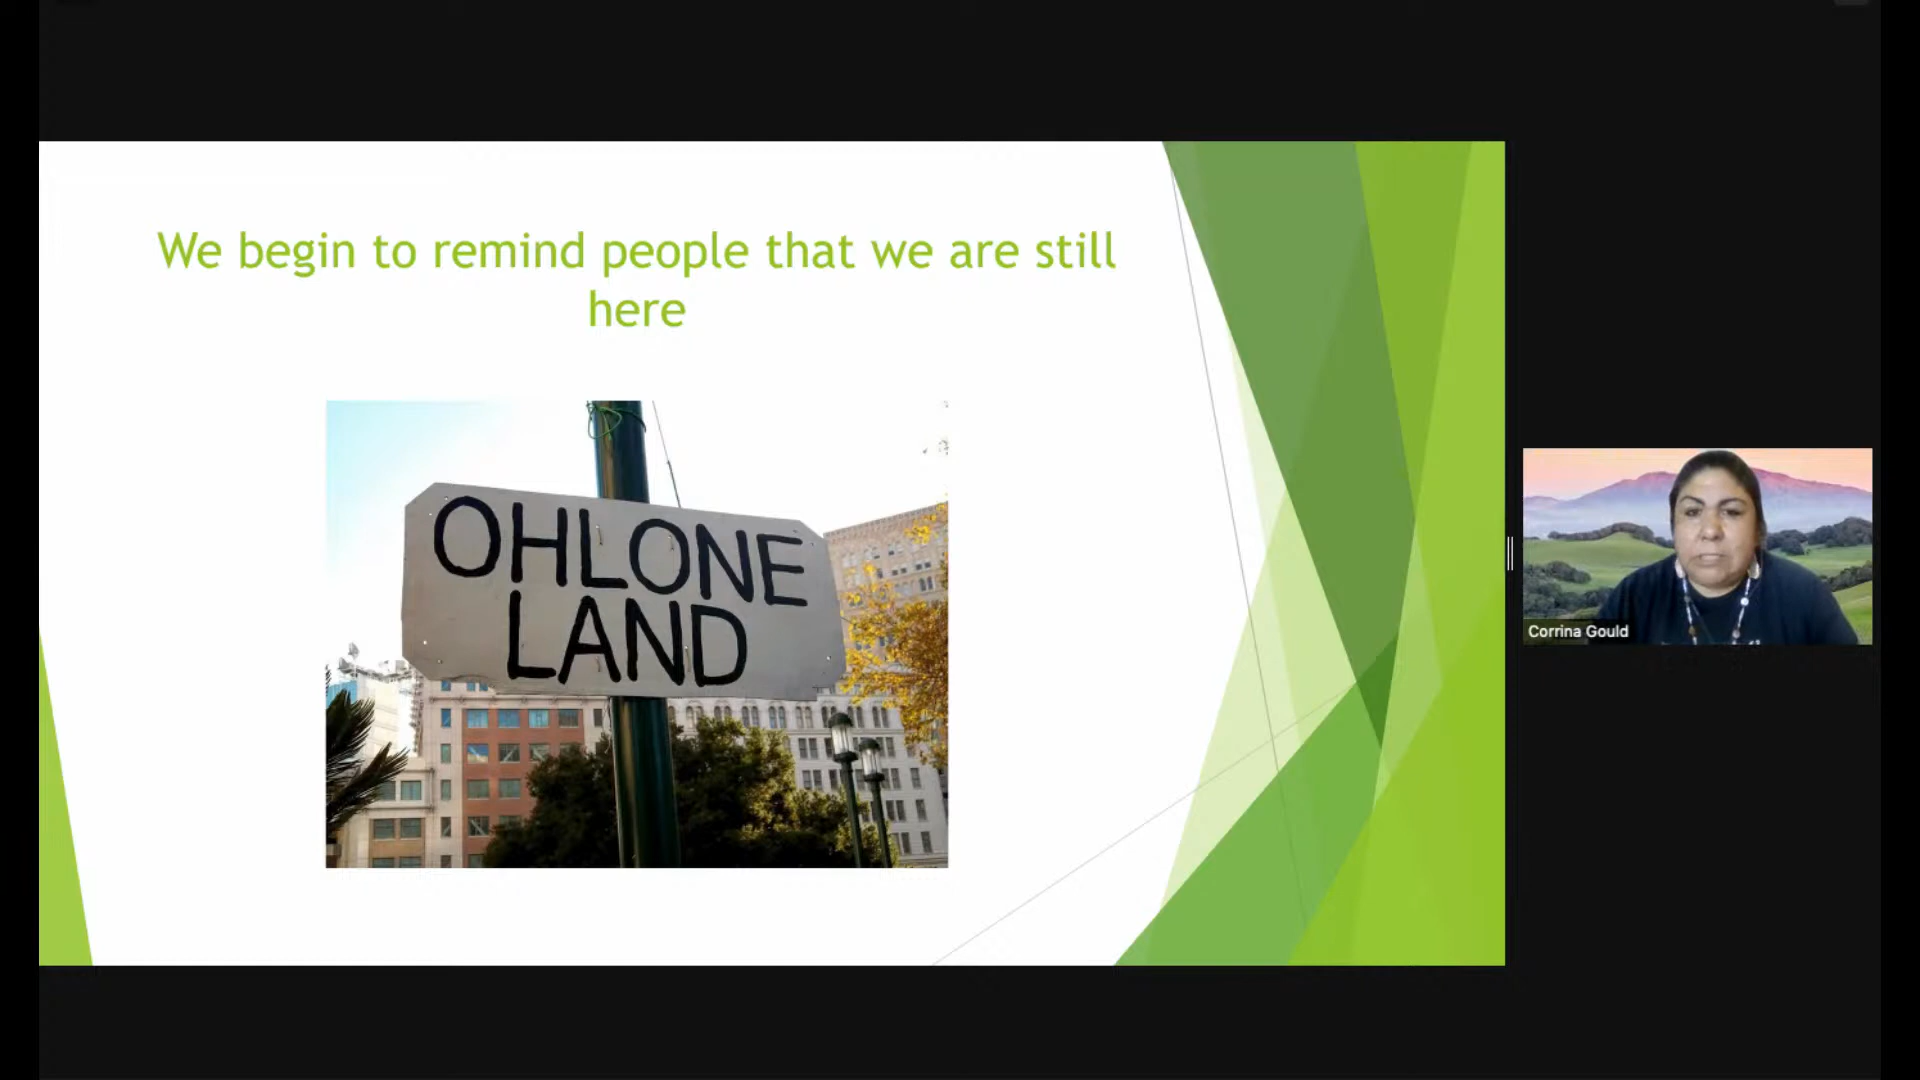 We begin to remind people that we are still
here
OHLONE
LAND
Corrina Gould